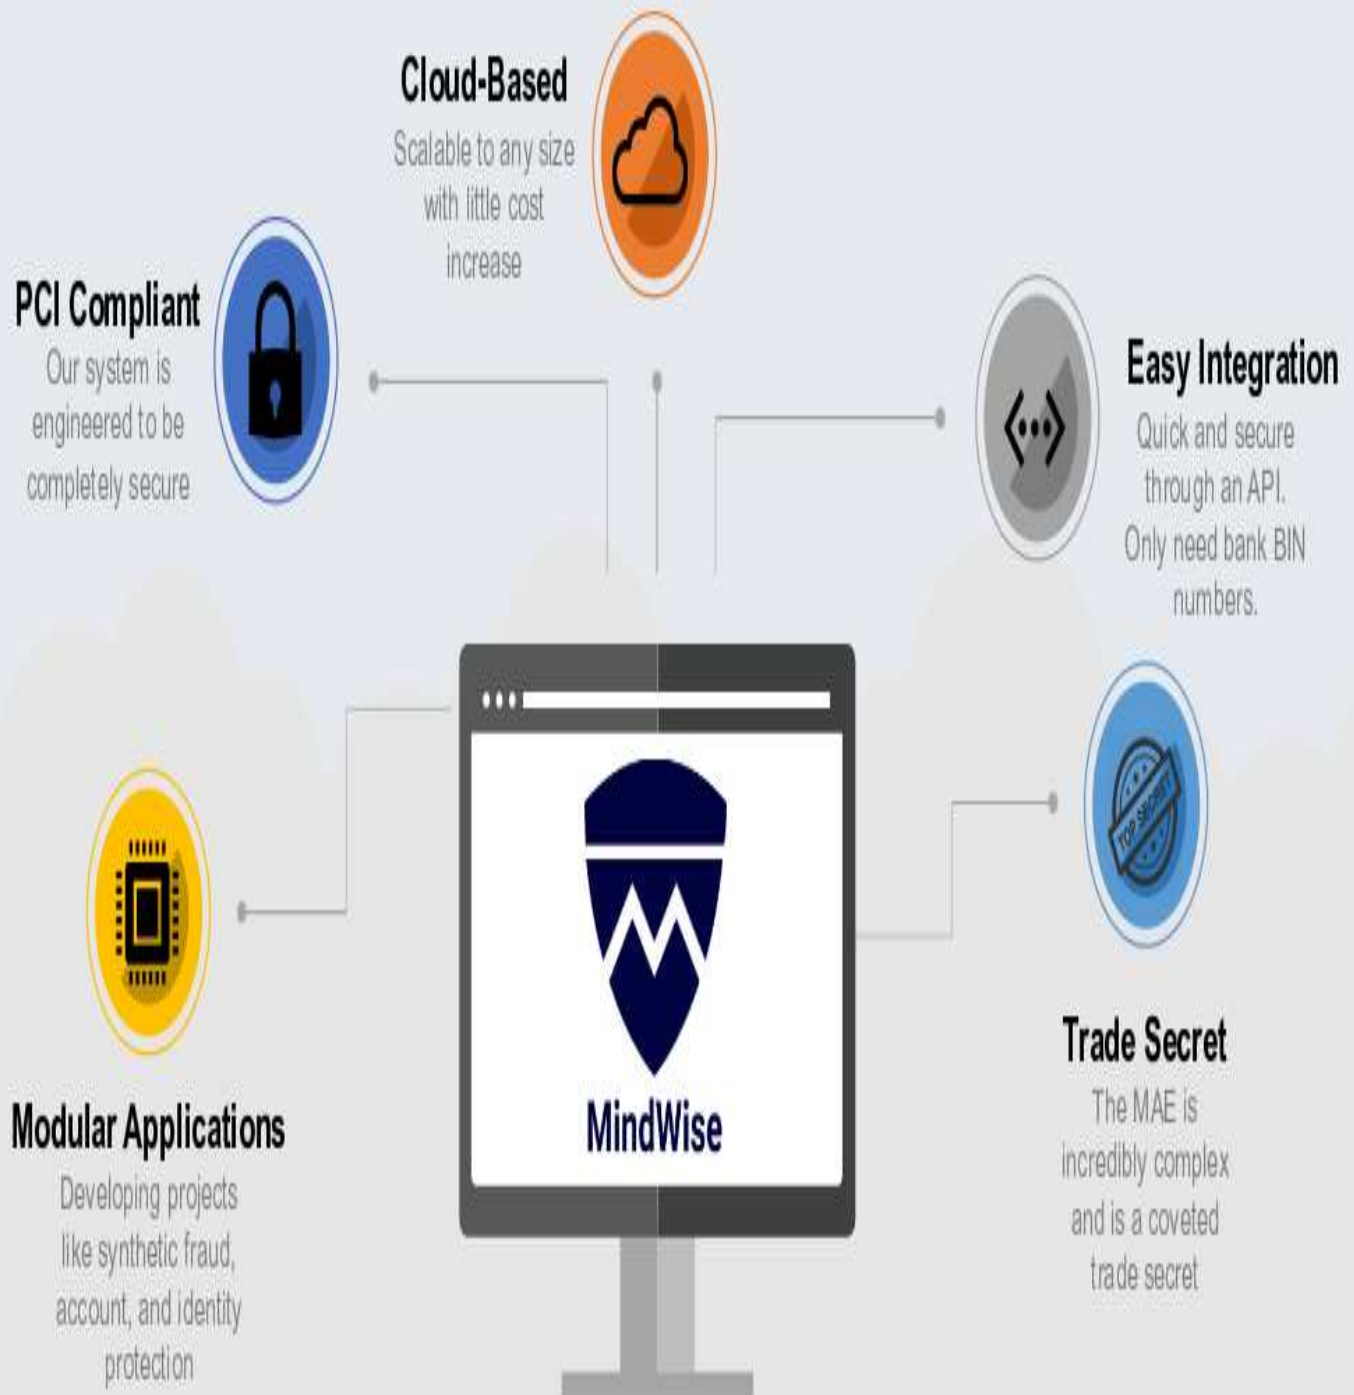 Cloud-Based
Scalable to any size
with little cost
increase
PCI Compliant
Our system is
engineered to be
completely secure
Easy Integration
Quick and secure
through an API.
Only need bank BIN
numbers.
TOP SECRET
MindWise
Trade Secret
The MAE is
incredibly complex
and is a coveted
trade secret
Modular Applications
Developing projects
like synthetic fraud,
account, and identity
protection